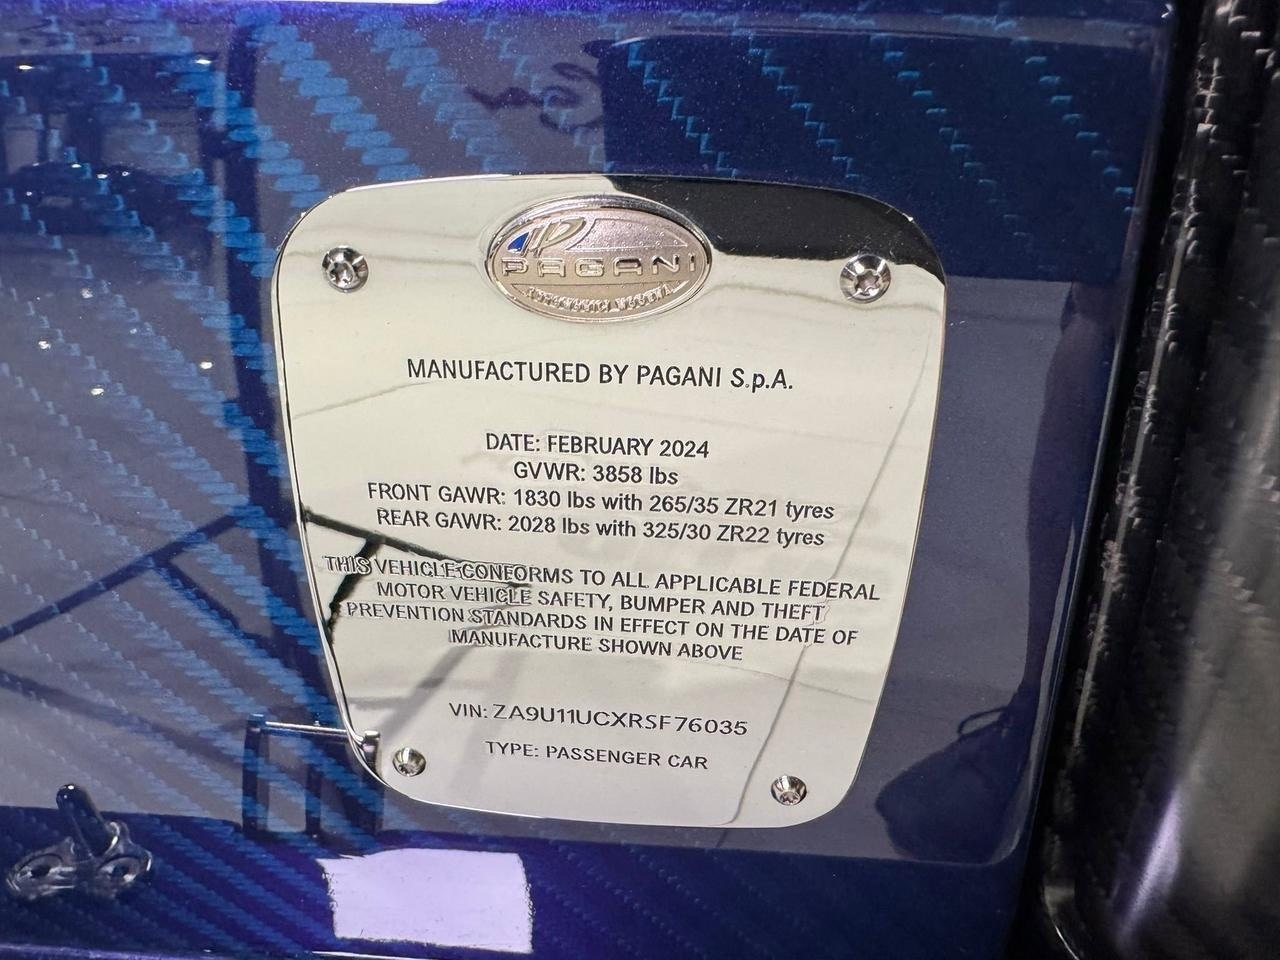 PAGANI
AUTOMOBILI MODENA
MANUFACTURED BY PAGANI S.p.A.
DATE: FEBRUARY 2024
GVWR: 3858 lbs
FRONT GAWR: 1830 lbs with 265/35 ZR21 tyres
REAR GAWR: 2028 lbs with 325/30 ZR22 tyres
THIS VEHICLE CONFORMS TO ALL APPLICABLE FEDERAL
MOTOR VEHICLE SAFETY, BUMPER AND THEFT
PREVENTION STANDARDS IN EFFECT ON THE DATE OF
MANUFACTURE SHOWN ABOVE
VIN: ZA9U11UCXRSF76035
TYPE: PASSENGER CAR